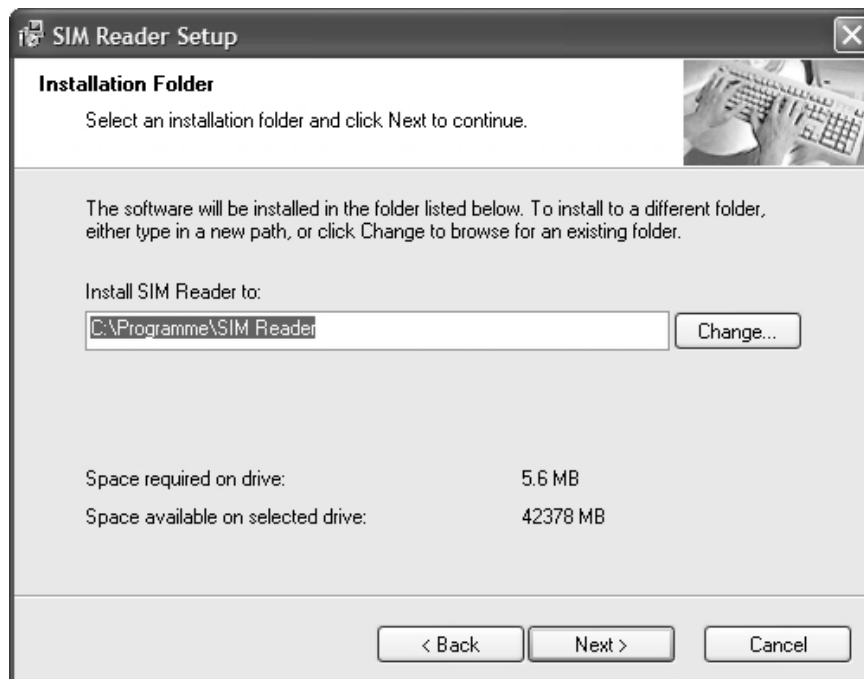 SIM Reader Setup
Installation Folder
Select an installation folder and click Next to continue.
The software will be installed in the folder listed below. To install to a different folder,
either type in a new path, or click Change to browse for an existing folder.
Install SIM Reader to:
C:\Programme\SIM Reader
Change...
Space required on drive: 5.6 MB
Space available on selected drive: 42378 MB
< Back Next > Cancel